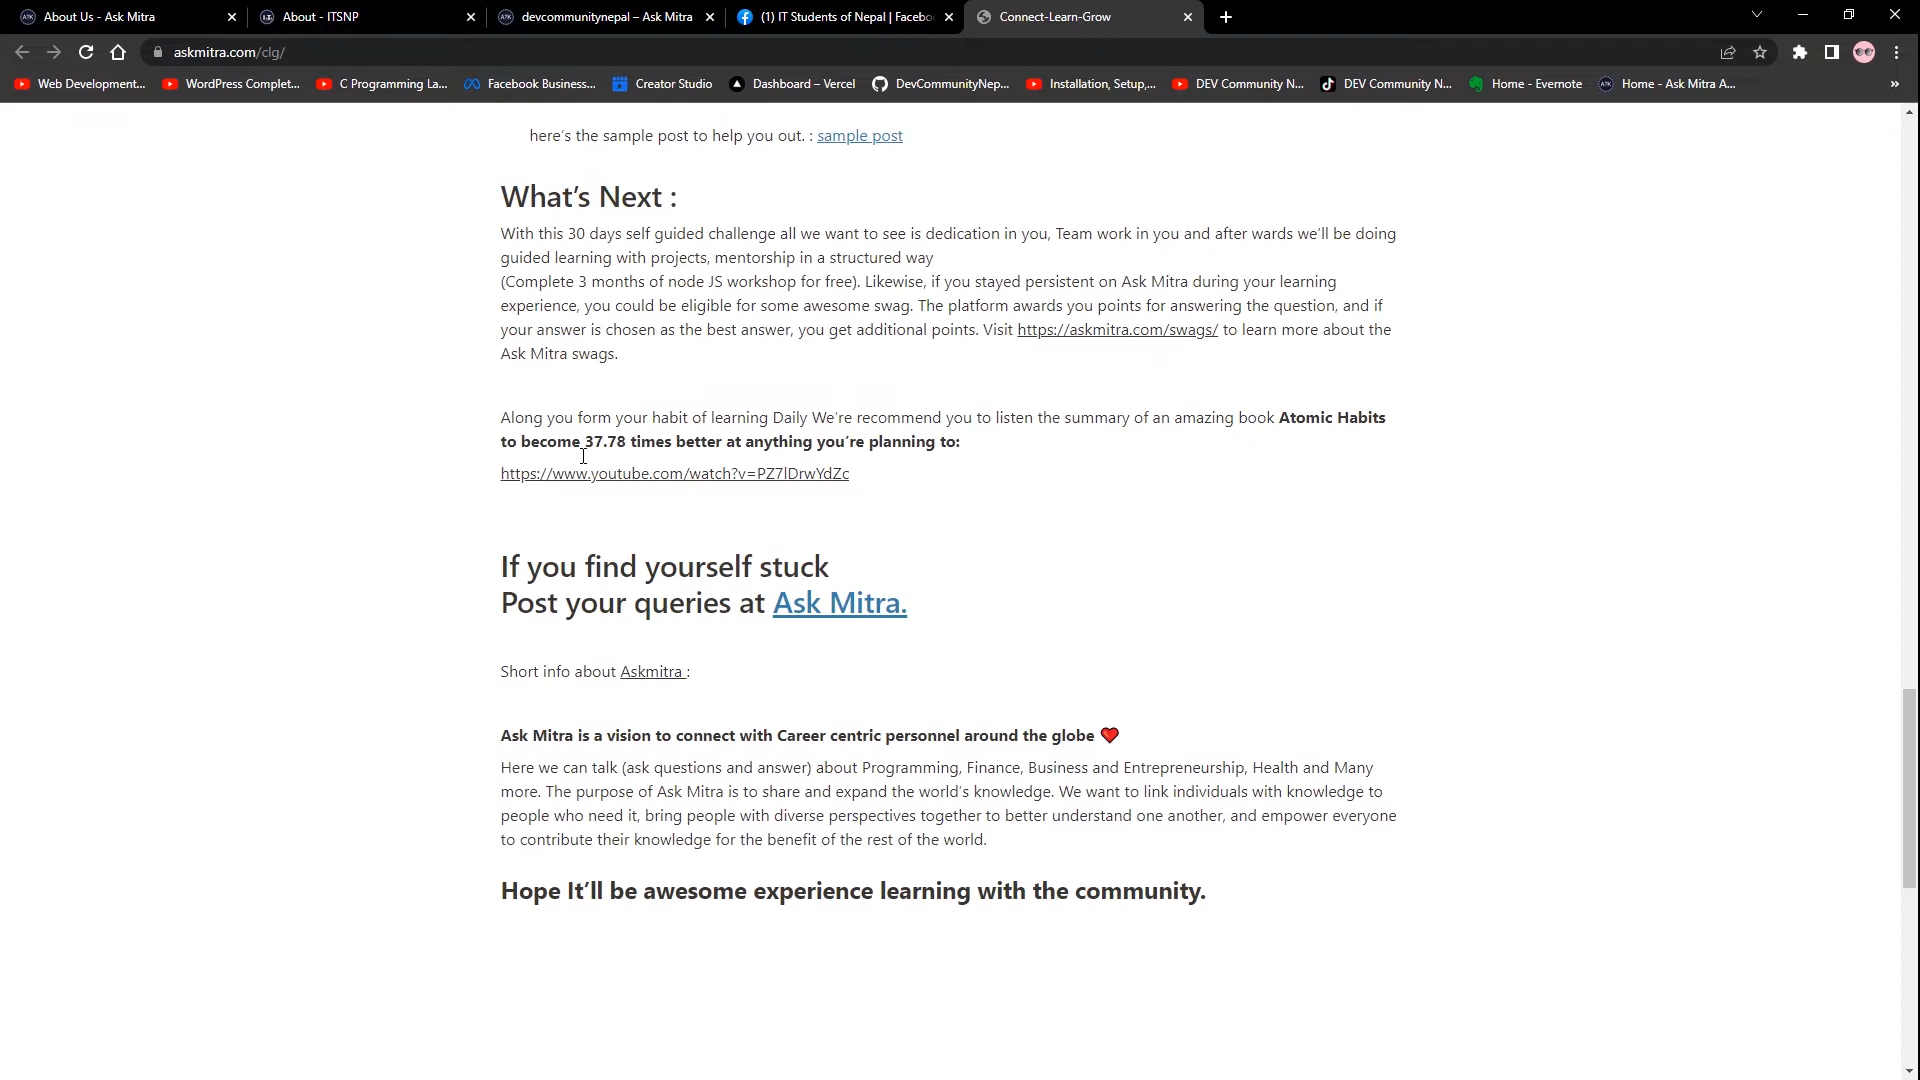 About Us - Ask Mitra
About - ITSNP
devcommunitynepal – Ask Mitra
(1) IT Students of Nepal | Facebo
Connect-Learn-Grow
askmitra.com/clg/
Web Development...
WordPress Complet...
C Programming La...
Facebook Business...
Creator Studio
Dashboard – Vercel
DevCommunityNep...
Installation, Setup,...
DEV Community N...
DEV Community N...
Home - Evernote
Home - Ask Mitra A...
here's the sample post to help you out. : sample post
What's Next :
With this 30 days self guided challenge all we want to see is dedication in you, Team work in you and after wards we'll be doing
guided learning with projects, mentorship in a structured way
(Complete 3 months of node JS workshop for free). Likewise, if you stayed persistent on Ask Mitra during your learning
experience, you could be eligible for some awesome swag. The platform awards you points for answering the question, and if
your answer is chosen as the best answer, you get additional points. Visit https://askmitra.com/swags/ to learn more about the
Ask Mitra swags.
Along you form your habit of learning Daily We're recommend you to listen the summary of an amazing book Atomic Habits
to become 37.78 times better at anything you're planning to:
https://www.youtube.com/watch?v=PZ7lDrwYdZc
If you find yourself stuck
Post your queries at Ask Mitra.
Short info about Askmitra :
Ask Mitra is a vision to connect with Career centric personnel around the globe ❤️
Here we can talk (ask questions and answer) about Programming, Finance, Business and Entrepreneurship, Health and Many
more. The purpose of Ask Mitra is to share and expand the world's knowledge. We want to link individuals with knowledge to
people who need it, bring people with diverse perspectives together to better understand one another, and empower everyone
to contribute their knowledge for the benefit of the rest of the world.
Hope It'll be awesome experience learning with the community.